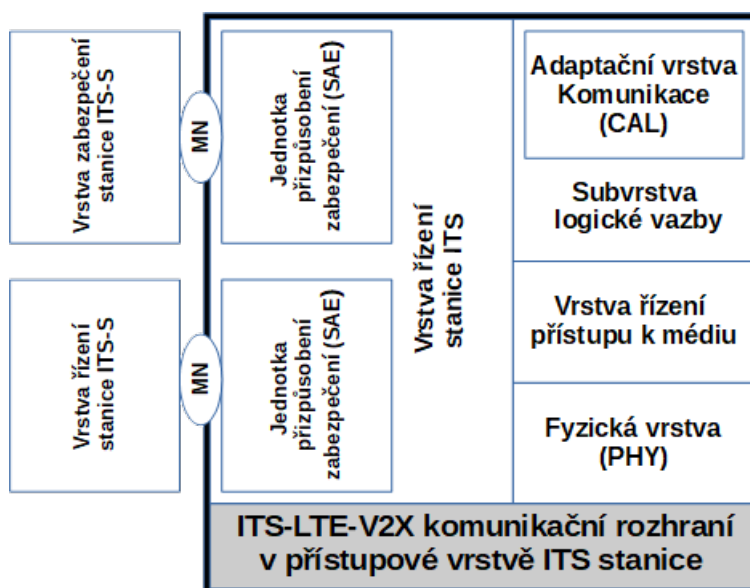 Vrstva zabezpečení
stanice ITS-S
MN
Jednotka
přizpůsobení
zabezpečení (SAE)
Vrstva řízení
stanice ITS-S
MN
Jednotka
přizpůsobení
zabezpečení (SAE)
Vrstva řízení
stanice ITS
Adaptační vrstva
Komunikace
(CAL)
Subvrstva
logické vazby
Vrstva řízení
přístupu k médiu
Fyzická vrstva
(PHY)
ITS-LTE-V2X komunikační rozhraní
v přístupové vrstvě ITS stanice